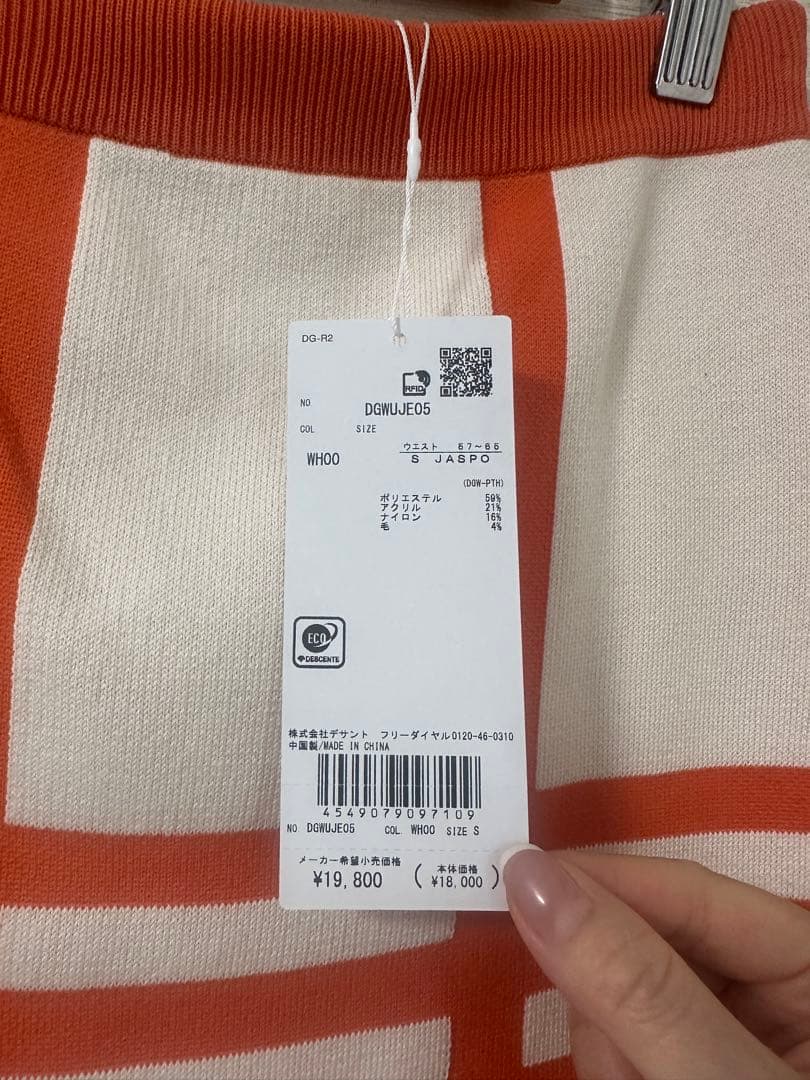 DG-R2
RFID
NO DGWUJE05
COL SIZE
WH00 ウエスト 57～65
S JASPO
(DGW-PTH)
ポリエステル 59%
アクリル 21%
ナイロン 16%
毛 4%
ECO
DESCENTE
株式会社デサント フリーダイヤル0120-46-0310
中国製/MADE IN CHINA
4549079097109
NO DGWUJE05 COL. WH00 SIZE S
メーカー希望小売価格
¥19,800 (本体価格 ¥18,000)